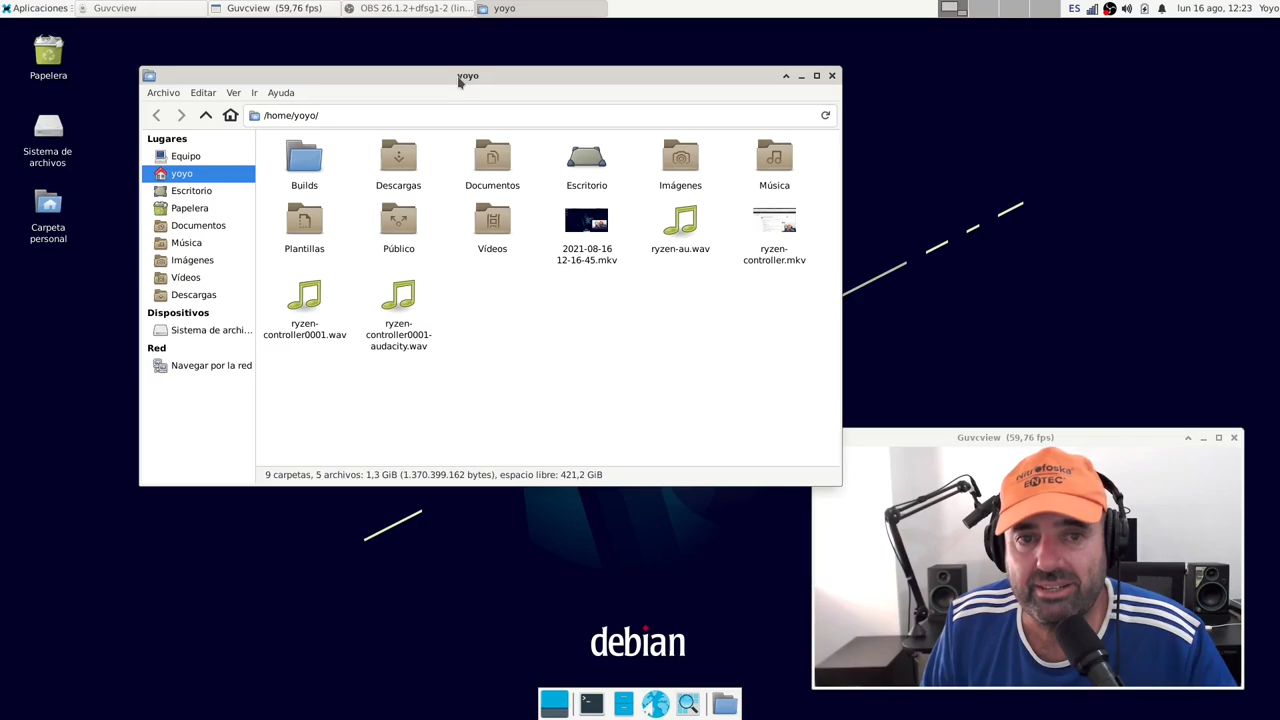 Aplicaciones
Guvcview
Guvcview (59,76 fps)
OBS 26.1.2+dfsg1-2 (lin...
yoyo
ES
lun 16 ago, 12:23
Yoyo
Papelera
Sistema de
archivos
Carpeta
personal
yoyo
Archivo
Editar
Ver
Ir
Ayuda
/home/yoyo/
Lugares
Equipo
yoyo
Escritorio
Papelera
Documentos
Música
Imágenes
Vídeos
Descargas
Dispositivos
Sistema de archi...
Red
Navegar por la red
Builds
Descargas
Documentos
Escritorio
Imágenes
Música
Plantillas
Público
Vídeos
2021-08-16
12-16-45.mkv
ryzen-au.wav
ryzen-
controller.mkv
ryzen-
controller0001.wav
ryzen-
controller0001-
audacity.wav
9 carpetas, 5 archivos: 1,3 GiB (1.370.399.162 bytes), espacio libre: 421,2 GiB
Guvcview (59,76 fps)
Nitrofoska
ENTEC
debian